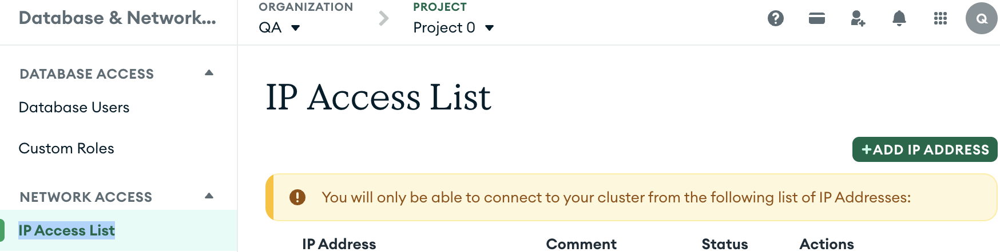 Database & Network...
ORGANIZATION
QA
PROJECT
Project 0
Q
DATABASE ACCESS
Database Users
Custom Roles
NETWORK ACCESS
IP Access List
IP Access List
+ADD IP ADDRESS
You will only be able to connect to your cluster from the following list of IP Addresses:
IP Address Comment Status Actions